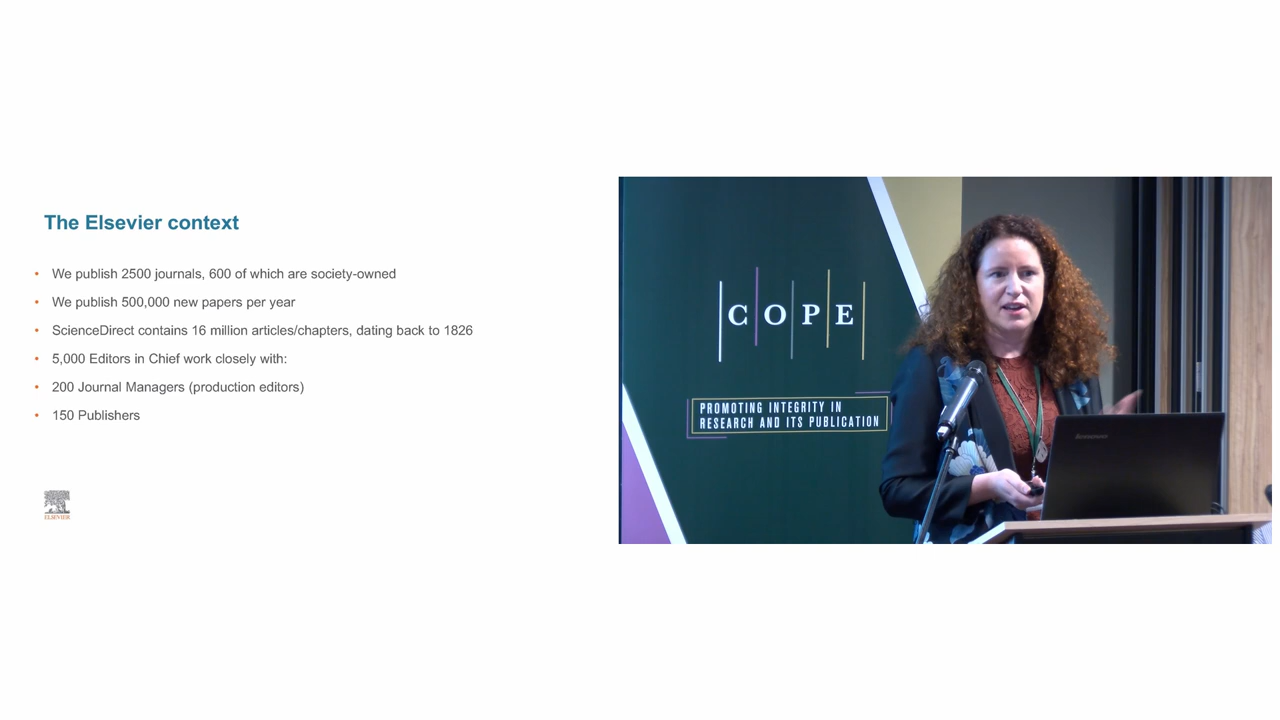 The Elsevier context
• We publish 2500 journals, 600 of which are society-owned
• We publish 500,000 new papers per year
• ScienceDirect contains 16 million articles/chapters, dating back to 1826
• 5,000 Editors in Chief work closely with:
• 200 Journal Managers (production editors)
• 150 Publishers
ELSEVIER
COPE
PROMOTING INTEGRITY IN
RESEARCH AND ITS PUBLICATION
lenovo